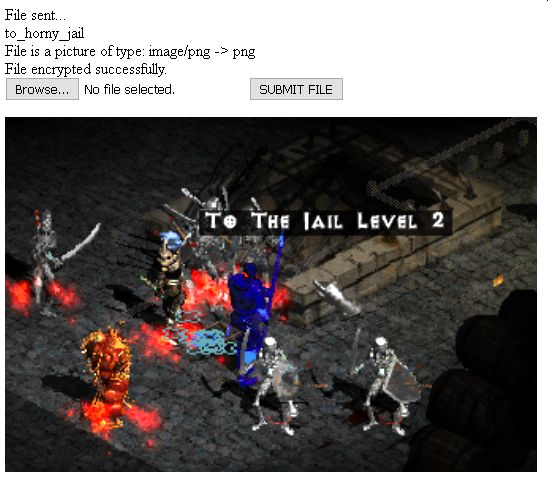 File sent...
to_horny_jail
File is a picture of type: image/png -> png
File encrypted successfully.
Browse... No file selected. SUBMIT FILE
To The Jail Level 2